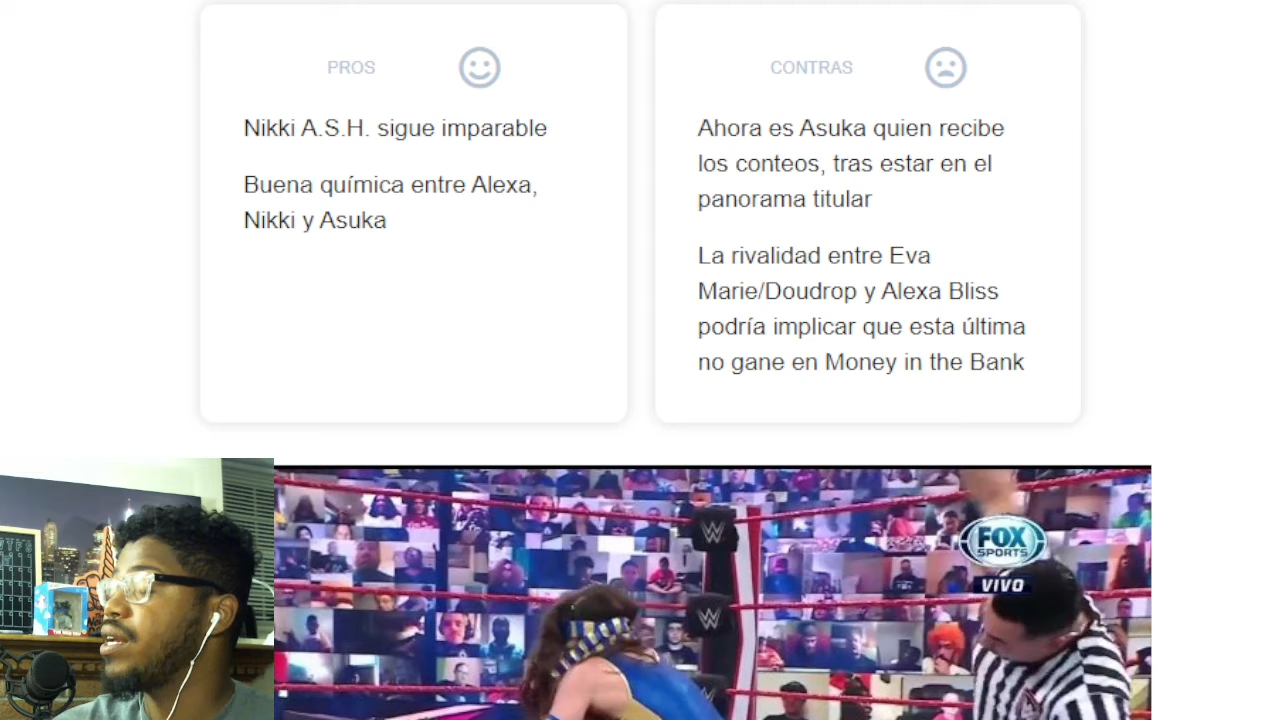 PROS
Nikki A.S.H. sigue imparable
Buena química entre Alexa,
Nikki y Asuka
CONTRAS
Ahora es Asuka quien recibe
los conteos, tras estar en el
panorama titular
La rivalidad entre Eva
Marie/Doudrop y Alexa Bliss
podría implicar que esta última
no gane en Money in the Bank
FOX
SPORTS
VIVO
W
W